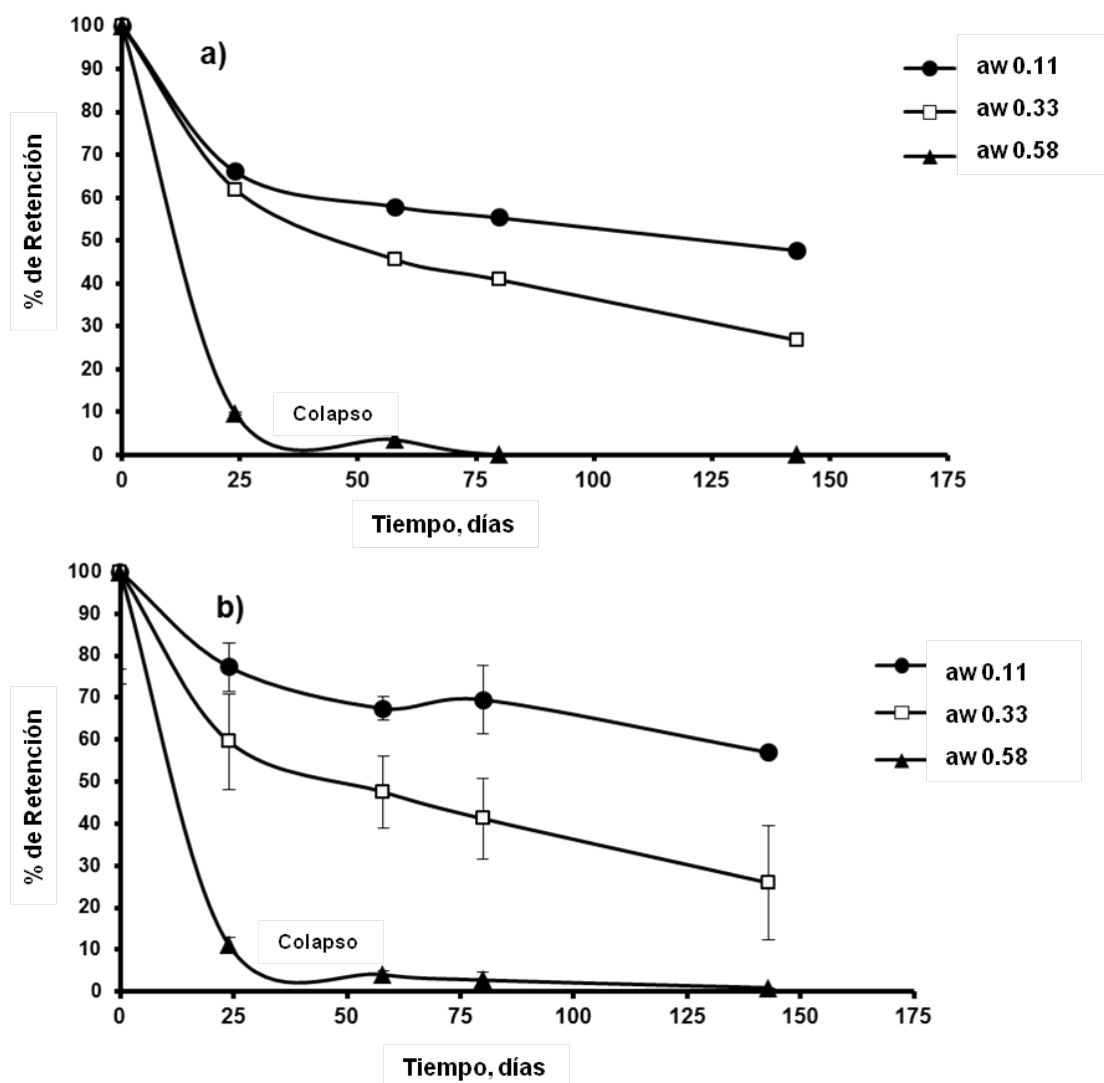 100
90
80
70
60
50
40
30
20
10
0
% de Retención
a)
aw 0.11
aw 0.33
aw 0.58
Colapso
0 25 50 75 100 125 150 175
Tiempo, días
100
90
80
70
60
50
40
30
20
10
0
% de Retención
b)
aw 0.11
aw 0.33
aw 0.58
Colapso
0 25 50 75 100 125 150 175
Tiempo, días